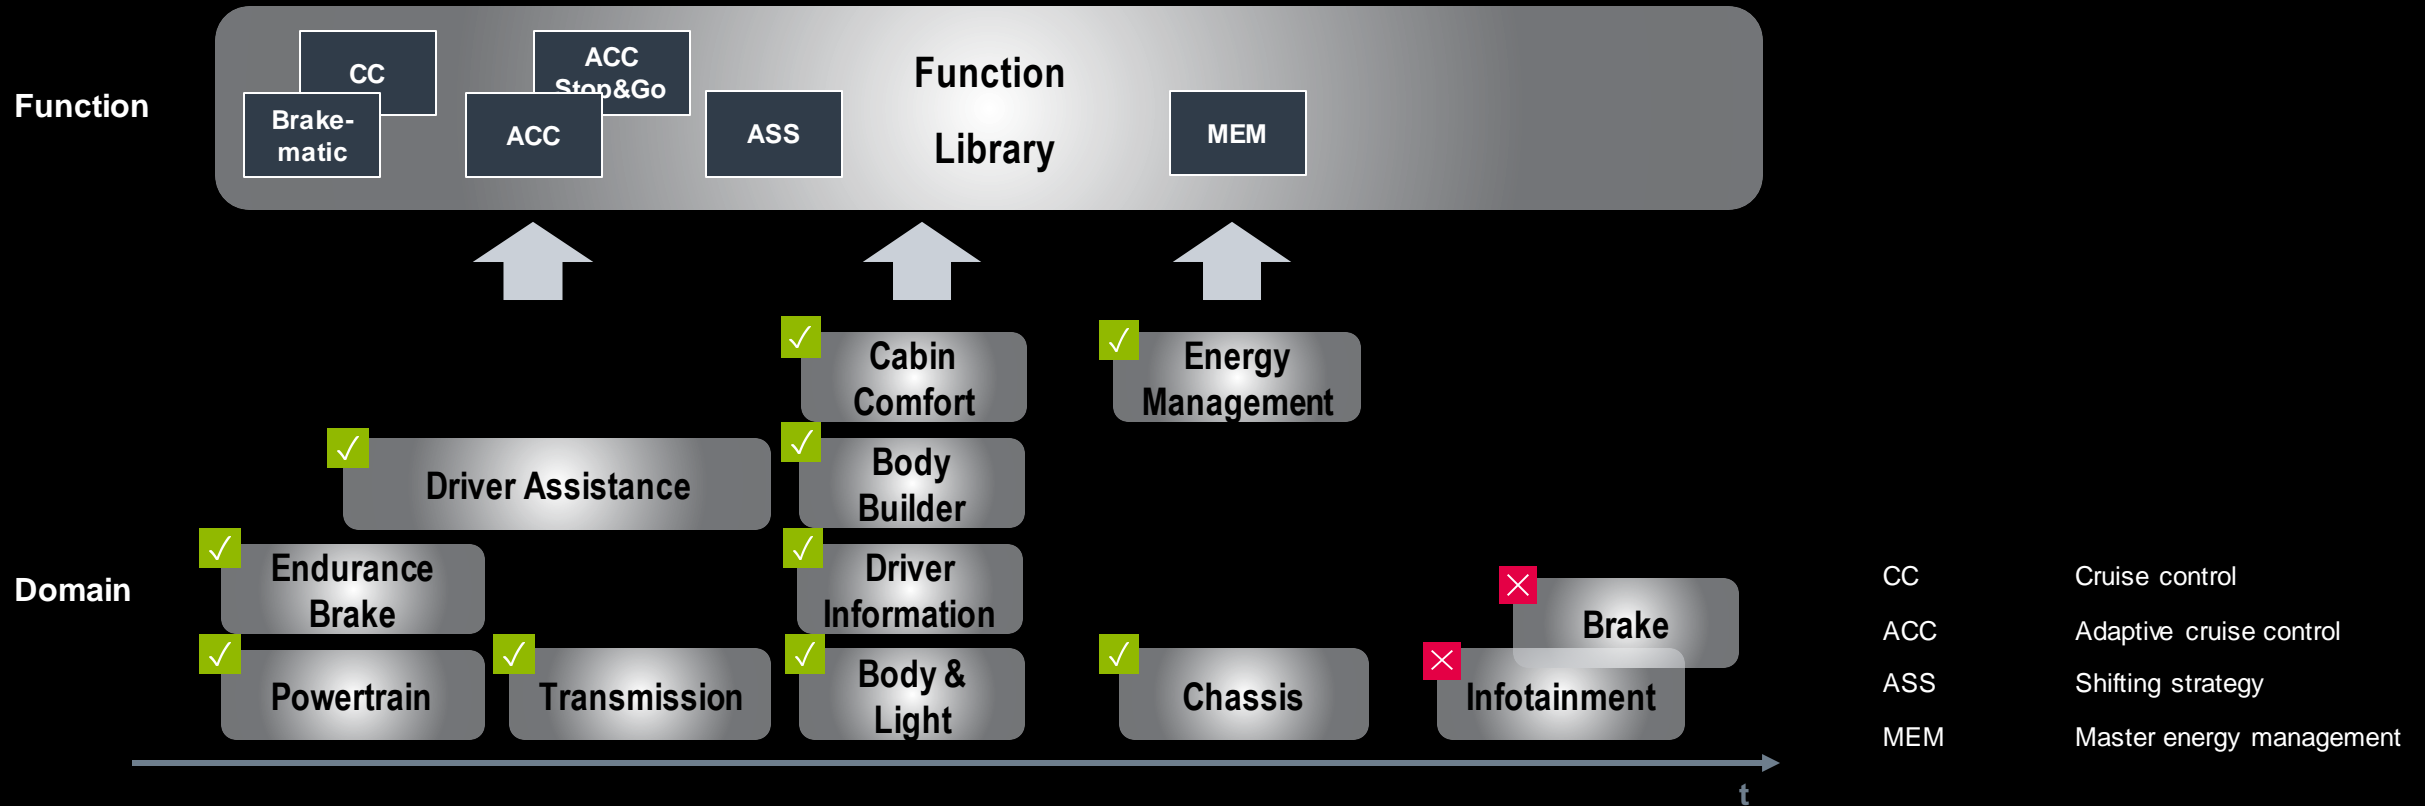 Function
CC
Brake-
matic
ACC
Stop&Go
ACC
ASS
Function
Library
MEM
Cabin
Comfort
Energy
Management
Driver Assistance
Body
Builder
Domain
Endurance
Brake
Driver
Information
Brake
Powertrain
Transmission
Body &
Light
Chassis
Infotainment
t
CC Cruise control
ACC Adaptive cruise control
ASS Shifting strategy
MEM Master energy management